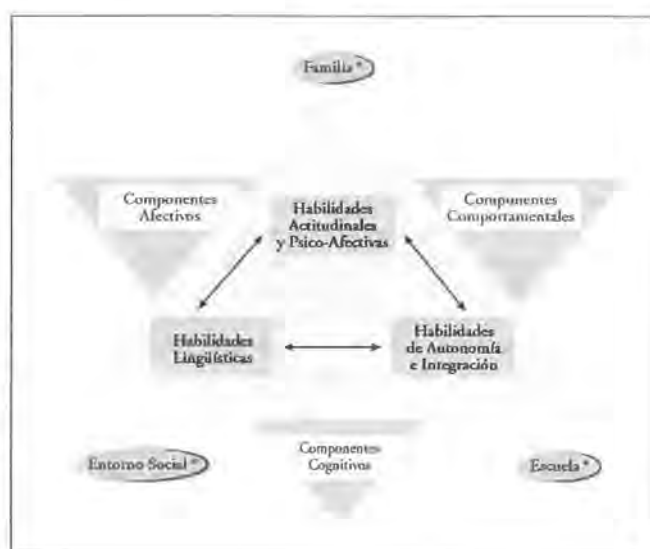 Familia *
Componentes
Afectivos
Habilidades
Actitudinales
y Psico-Afectivas
Componentes
Comportamentales
Habilidades
Lingüísticas
Habilidades
de Autonomía
e Integración
Entorno Social *
Componentes
Cognitivos
Escuela *